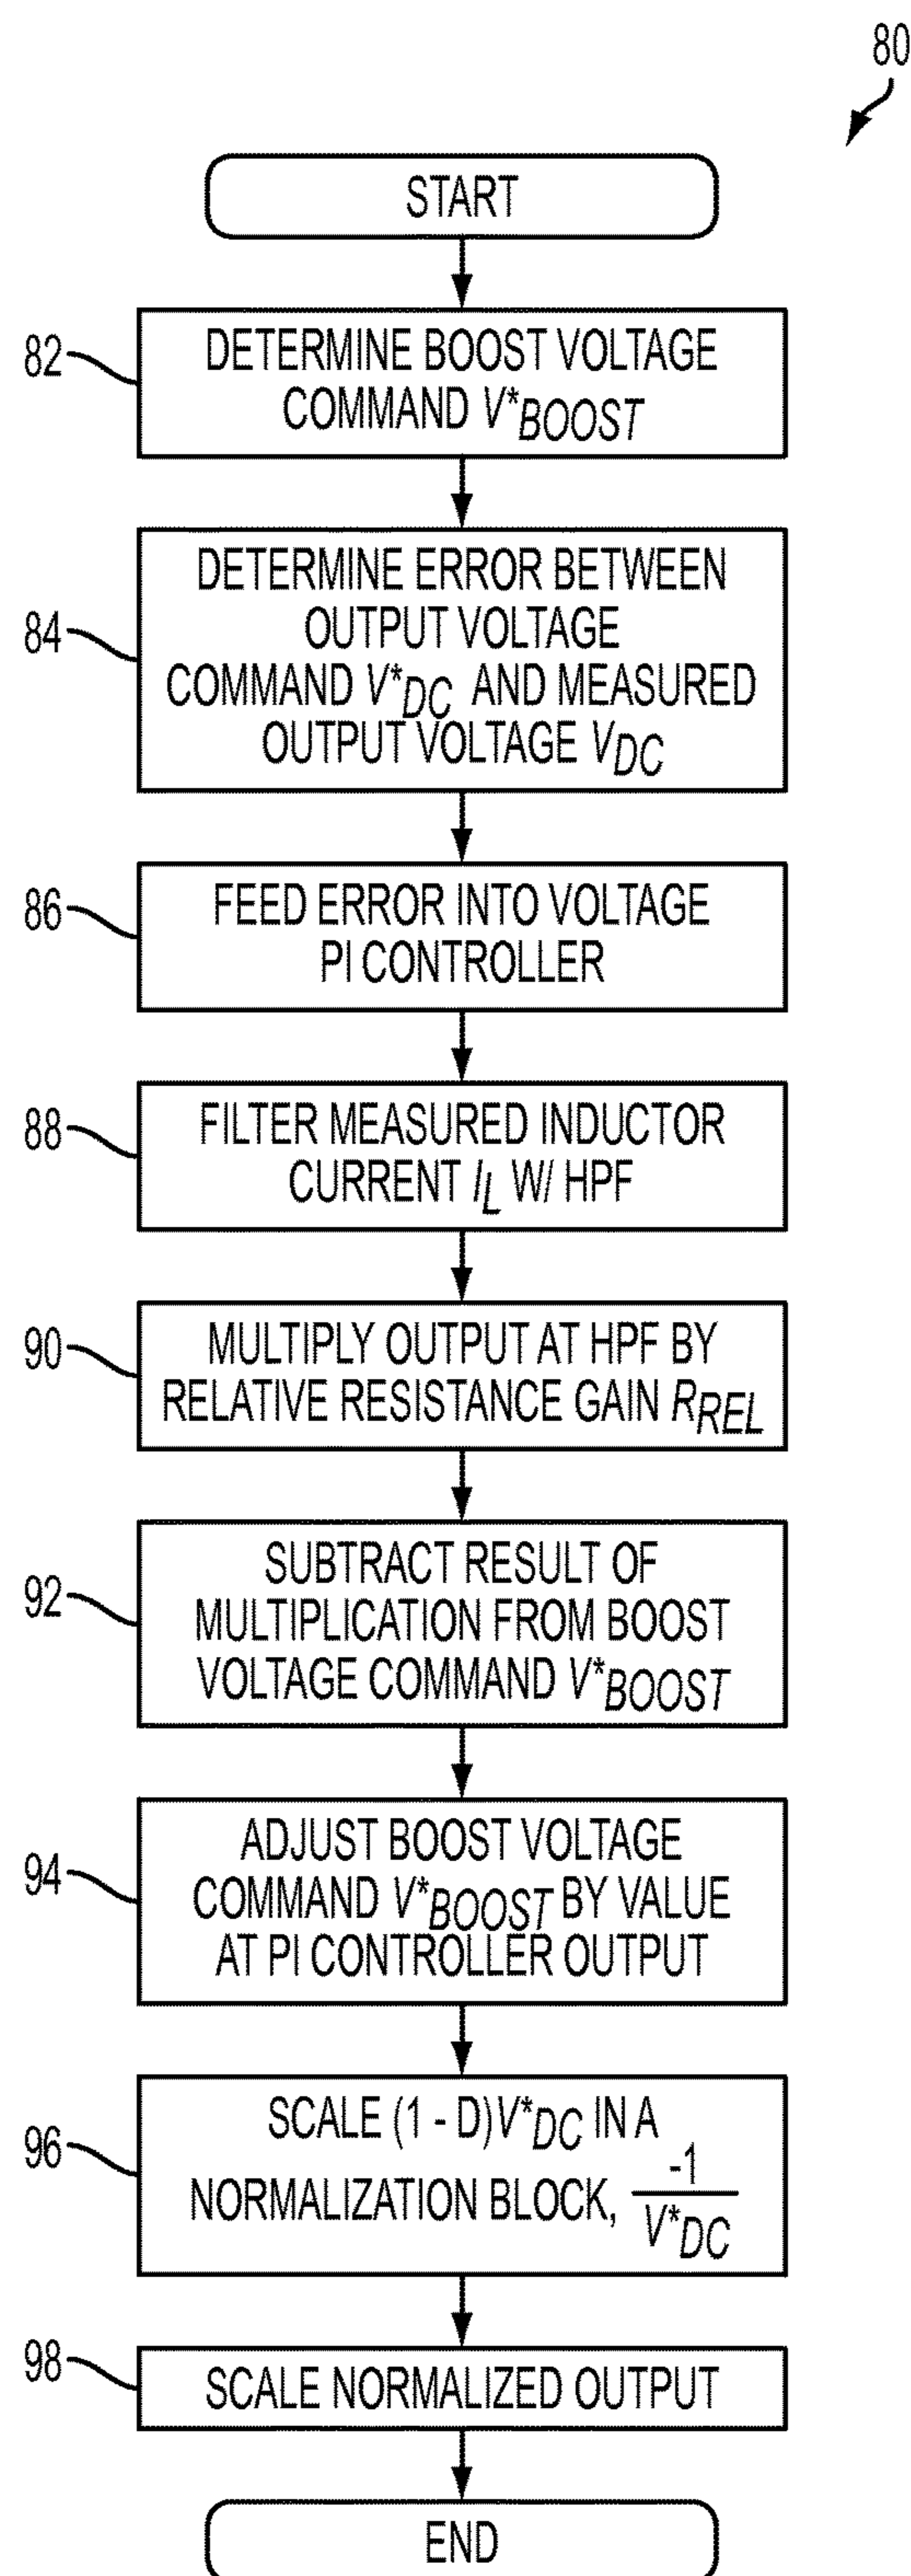 80
START
82
DETERMINE BOOST VOLTAGE
COMMAND V*BOOST
84
DETERMINE ERROR BETWEEN
OUTPUT VOLTAGE
COMMAND V*DC AND MEASURED
OUTPUT VOLTAGE VDC
86
FEED ERROR INTO VOLTAGE
PI CONTROLLER
88
FILTER MEASURED INDUCTOR
CURRENT IL W/ HPF
90
MULTIPLY OUTPUT AT HPF BY
RELATIVE RESISTANCE GAIN RREL
92
SUBTRACT RESULT OF
MULTIPLICATION FROM BOOST
VOLTAGE COMMAND V*BOOST
94
ADJUST BOOST VOLTAGE
COMMAND V*BOOST BY VALUE
AT PI CONTROLLER OUTPUT
96
SCALE (1 - D)V*DC IN A
NORMALIZATION BLOCK, -1
V*DC
98
SCALE NORMALIZED OUTPUT
END